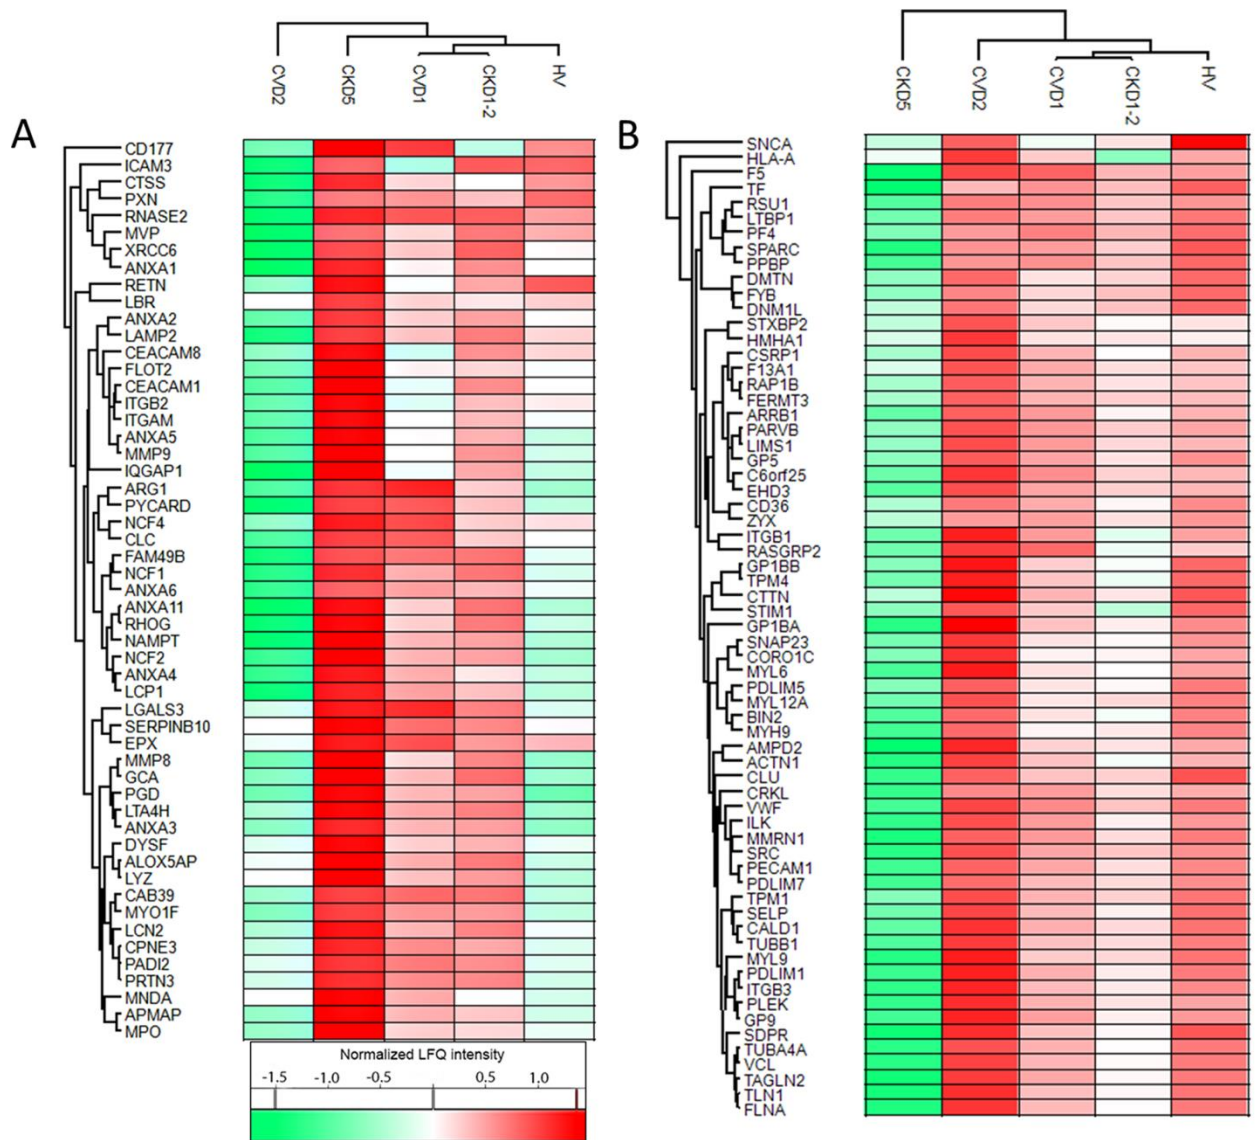 CVD2
CKD5
CVD1
CKD1-2
HV
CKD5
CVD2
CVD1
CKD1-2
HV
A
CD177
ICAM3
CTSS
PXN
RNASE2
MVP
XRCC6
ANXA1
RETN
LBR
ANXA2
LAMP2
CEACAM8
FLOT2
CEACAM1
ITGB2
ITGAM
ANXA5
MMP9
IQGAP1
ARG1
PYCARD
NCF4
CLC
FAM49B
NCF1
ANXA6
ANXA11
RHOG
NAMPT
NCF2
ANXA4
LCP1
LGALS3
SERPINB10
EPX
MMP8
GCA
PGD
LTA4H
ANXA3
DYSF
ALOX5AP
LYZ
CAB39
MYO1F
LCN2
CPNE3
PADI2
PRTN3
MNDA
APMAP
MPO
Normalized LFQ intensity
-1.5 -1.0 -0.5 0.5 1.0
B
SNCA
HLA-A
F5
TF
RSU1
LTBP1
PF4
SPARC
PPBP
DMTN
FYB
DNM1L
STXBP2
HMHA1
CSRP1
F13A1
RAP1B
FERMT3
ARRB1
PARVB
LIMS1
GP5
C6orf25
EHD3
CD36
ZYX
ITGB1
RASGRP2
GP1BB
TPM4
CTTN
STIM1
GP1BA
SNAP23
CORO1C
MYL6
PDLIM5
MYL12A
BIN2
MYH9
AMPD2
ACTN1
CLU
CRKL
VWF
ILK
MMRN1
SRC
PECAM1
PDLIM7
TPM1
SELP
CALD1
TUBB1
MYL9
PDLIM1
ITGB3
PLEK
GP9
SDPR
TUBA4A
VCL
TAGLN2
TLN1
FLNA